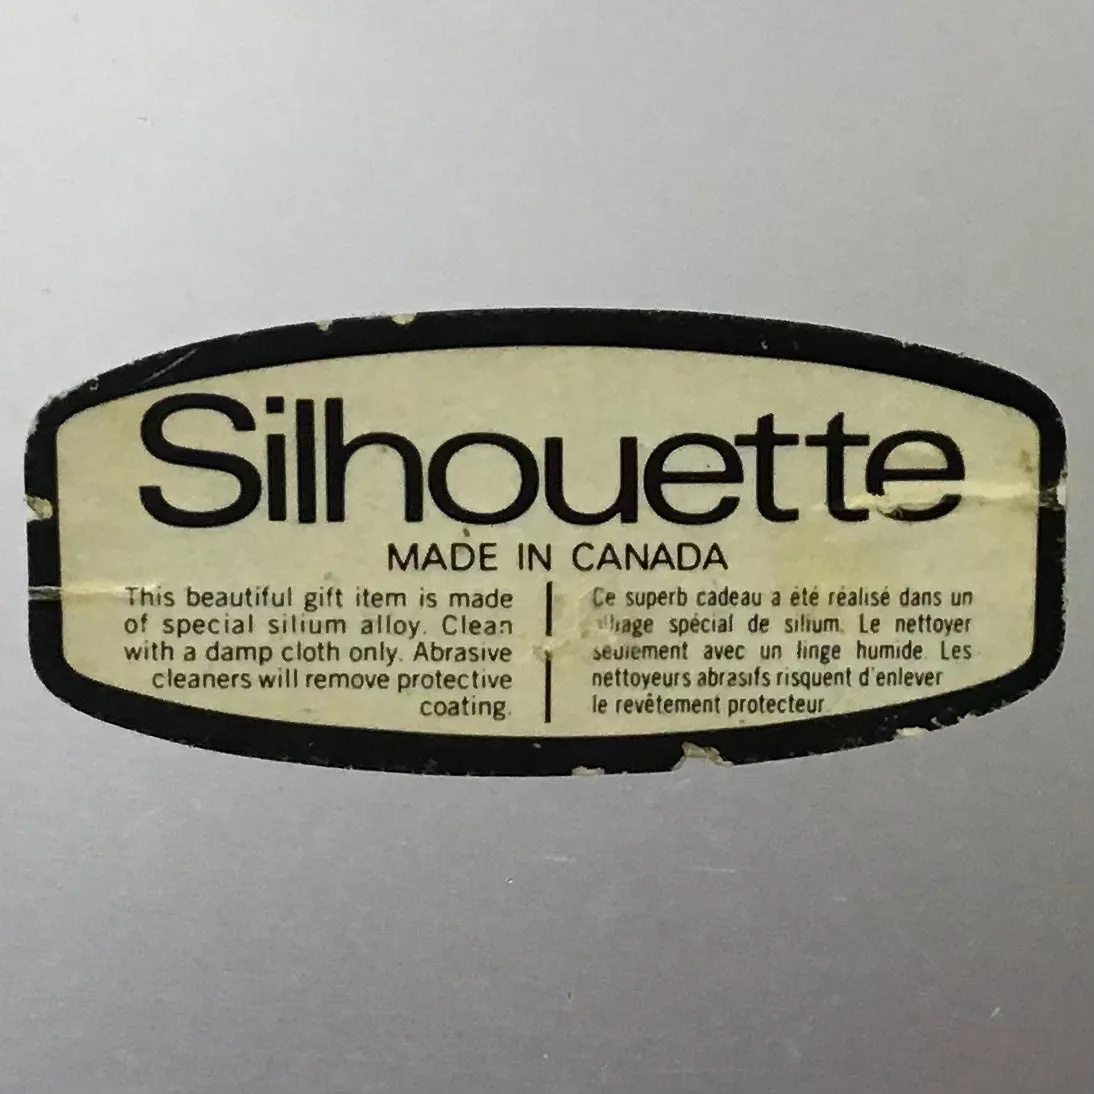 Silhouette
MADE IN CANADA
This beautiful gift item is made
of special silium alloy. Clean
with a damp cloth only. Abrasive
cleaners will remove protective
coating.
Ce superb cadeau a été réalisé dans un
spécial de silium. Le nettoyer
seulement avec un linge humide. Les
nettoyeurs abrasifs risquent d'enlever
le revêtement protecteur.